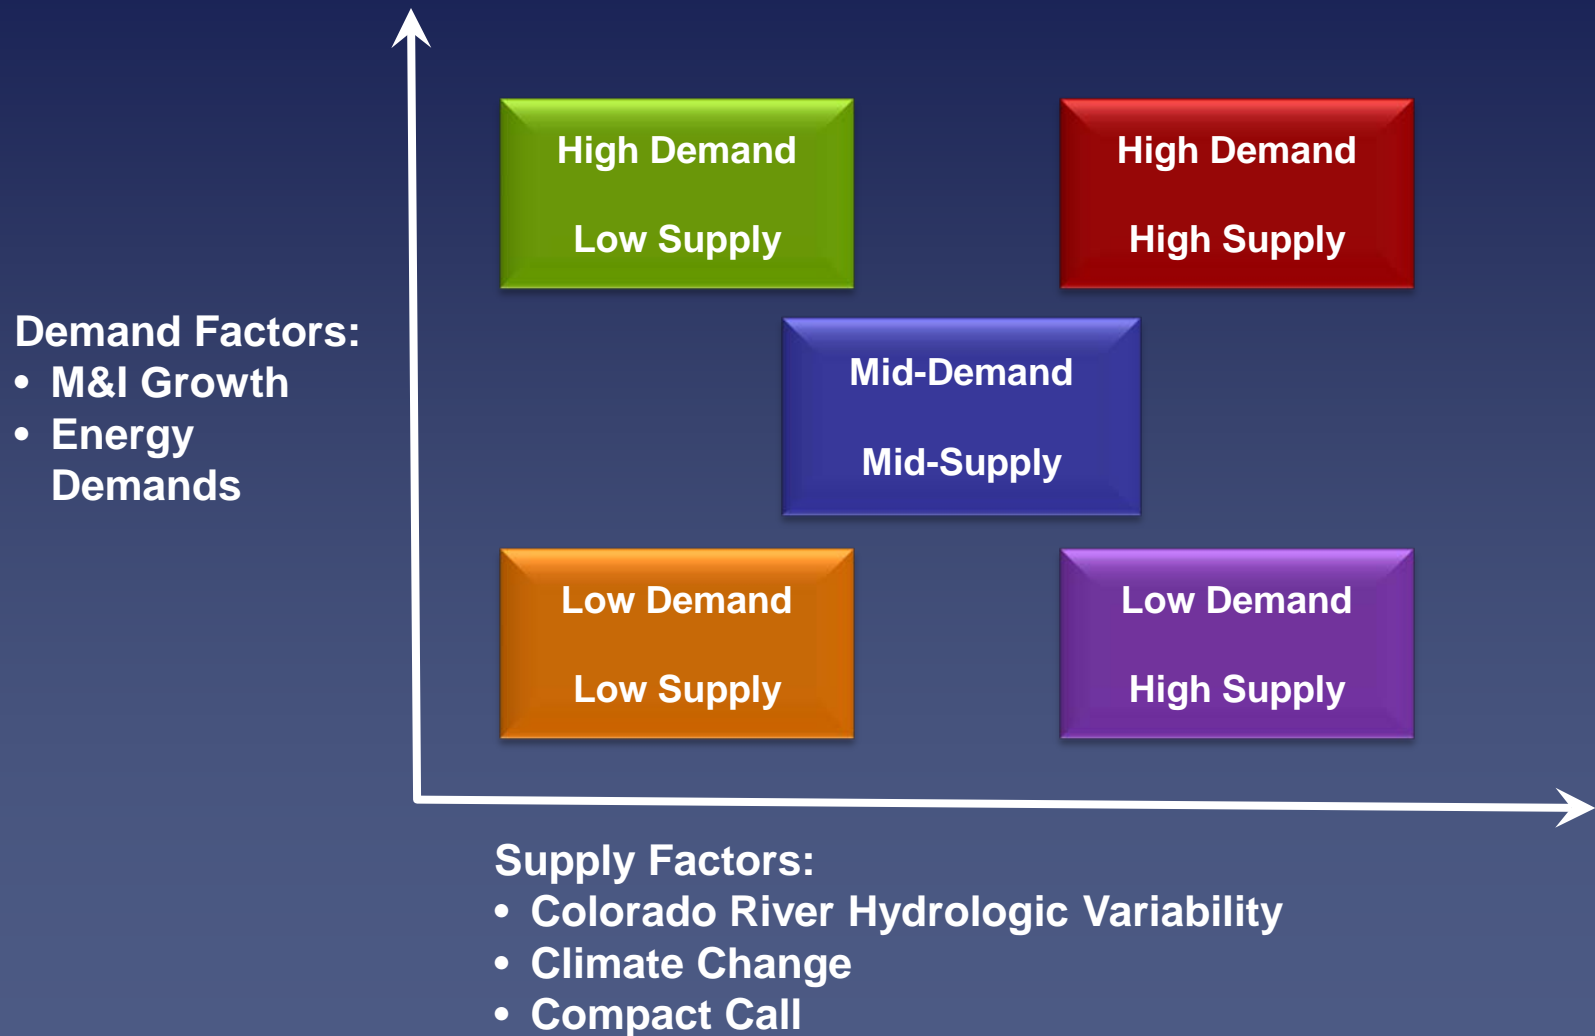 High Demand
Low Supply
High Demand
High Supply
Demand Factors:
• M&I Growth
• Energy
Demands
Mid-Demand
Mid-Supply
Low Demand
Low Supply
Low Demand
High Supply
Supply Factors:
• Colorado River Hydrologic Variability
• Climate Change
• Compact Call